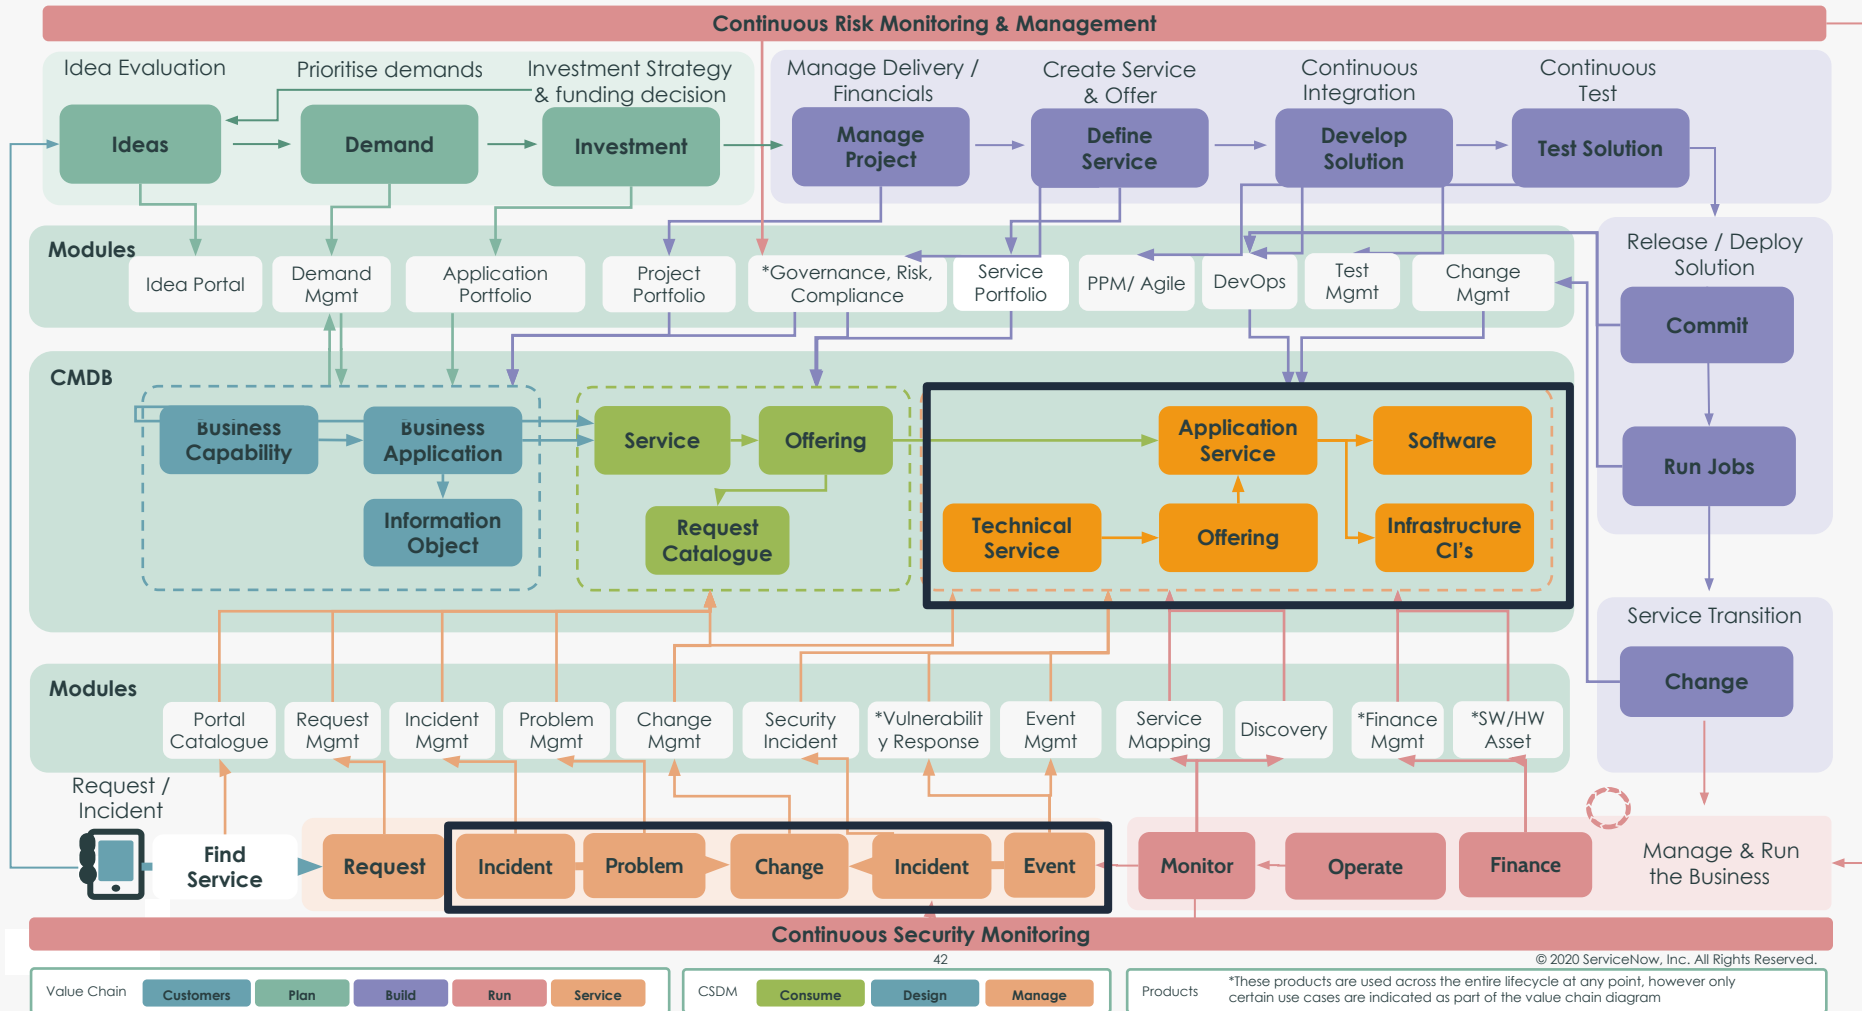 Continuous Risk Monitoring & Management
Idea Evaluation
Prioritise demands
Investment Strategy
& funding decision
Manage Delivery /
Financials
Create Service
& Offer
Continuous
Integration
Continuous
Test
Ideas
Demand
Investment
Manage
Project
Define
Service
Develop
Solution
Test Solution
Modules
Idea Portal
Demand
Mgmt
Application
Portfolio
Project
Portfolio
*Governance, Risk,
Compliance
Service
Portfolio
PPM/ Agile
DevOps
Test
Mgmt
Change
Mgmt
Release / Deploy
Solution
Commit
Run Jobs
CMDB
Business
Capability
Business
Application
Information
Object
Service
Offering
Request
Catalogue
Application
Service
Software
Technical
Service
Offering
Infrastructure
CI's
Service Transition
Change
Modules
Portal
Catalogue
Request
Mgmt
Incident
Mgmt
Problem
Mgmt
Change
Mgmt
Security
Incident
*Vulnerabilit
y Response
Event
Mgmt
Service
Mapping
Discovery
*Finance
Mgmt
*SW/HW
Asset
Request /
Incident
Find
Service
Request
Incident
Problem
Change
Incident
Event
Monitor
Operate
Finance
Manage & Run
the Business
Continuous Security Monitoring
42
© 2020 ServiceNow, Inc. All Rights Reserved.
Value Chain
Customers
Plan
Build
Run
Service
CSDM
Consume
Design
Manage
Products
*These products are used across the entire lifecycle at any point, however only
certain use cases are indicated as part of the value chain diagram